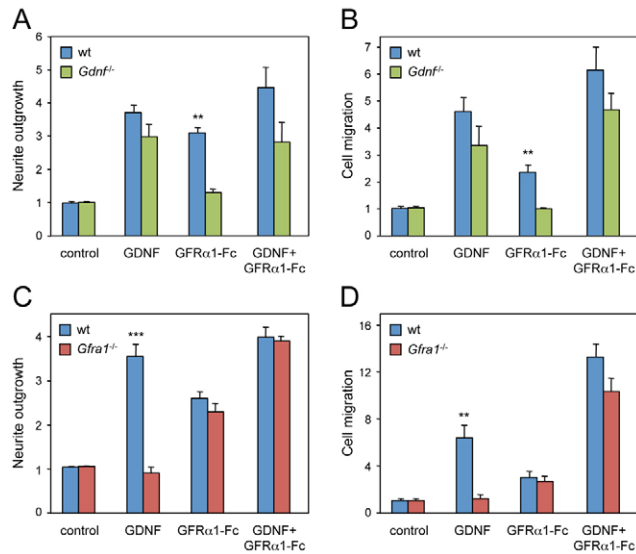 A
wt
Gdnf-/-
Neurite outgrowth
6
5
4
3
2
1
0
**
control
GDNF
GFRα1-Fc
GDNF+
GFRα1-Fc
B
wt
Gdnf-/-
Cell migration
7
6
5
4
3
2
1
0
**
control
GDNF
GFRα1-Fc
GDNF+
GFRα1-Fc
C
wt
Gfra1-/-
Neurite outgrowth
4
2
1
0
***
control
GDNF
GFRα1-Fc
GDNF+
GFRα1-Fc
D
wt
Gfra1-/-
Cell migration
16
12
8
4
0
**
control
GDNF
GFRα1-Fc
GDNF+
GFRα1-Fc